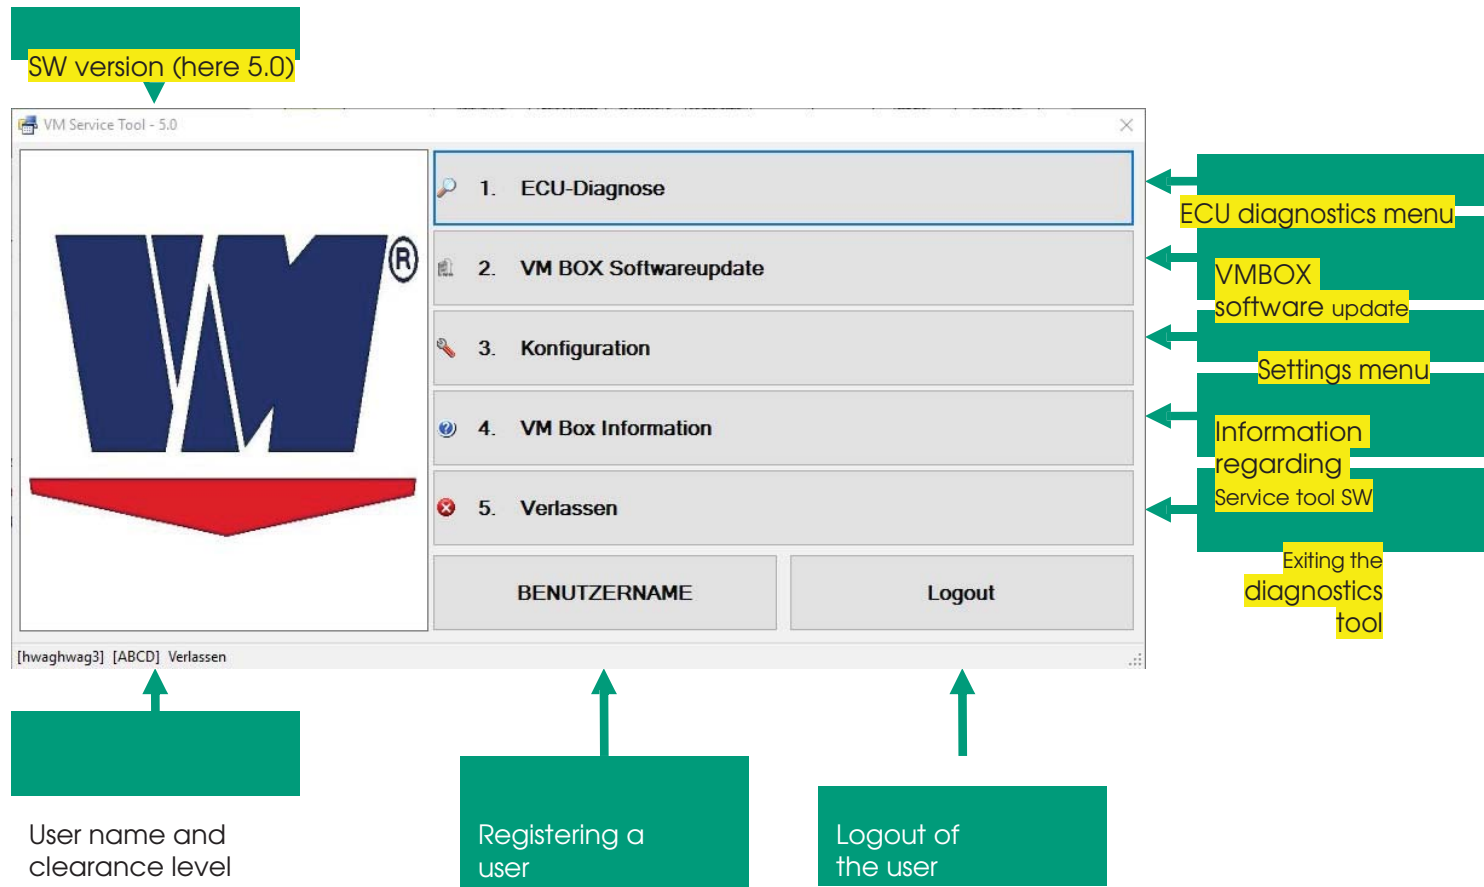 SW version (here 5.0)
VM Service Tool - 5.0
VM
®
1. ECU-Diagnose
2. VM BOX Softwareupdate
3. Konfiguration
4. VM Box Information
5. Verlassen
BENUTZERNAME
Logout
[hwaghwag3] [ABCD] Verlassen
ECU diagnostics menu
VMBOX
software update
Settings menu
Information
regarding
Service tool SW
Exiting the
diagnostics
tool
User name and
clearance level
Registering a
user
Logout of
the user